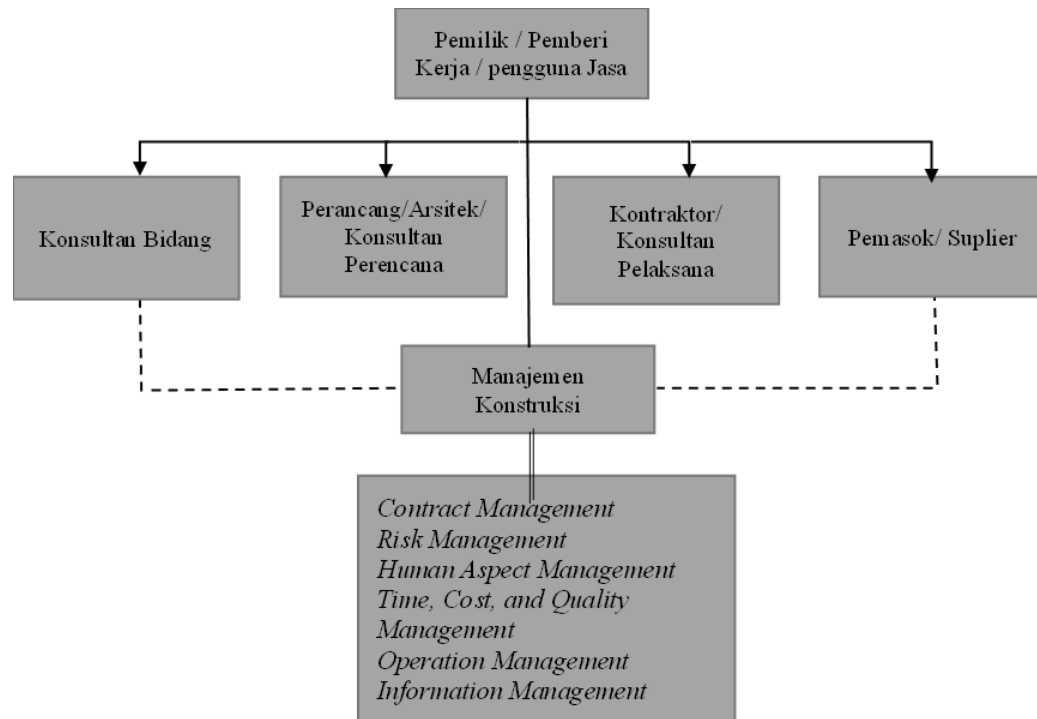 Pemilik / Pemberi
Kerja / pengguna Jasa
Konsultan Bidang
Perancang/Arsitek/
Konsultan
Perencana
Kontraktor/
Konsultan
Pelaksana
Pemasok/ Suplier
Manajemen
Konstruksi
Contract Management
Risk Management
Human Aspect Management
Time, Cost, and Quality
Management
Operation Management
Information Management